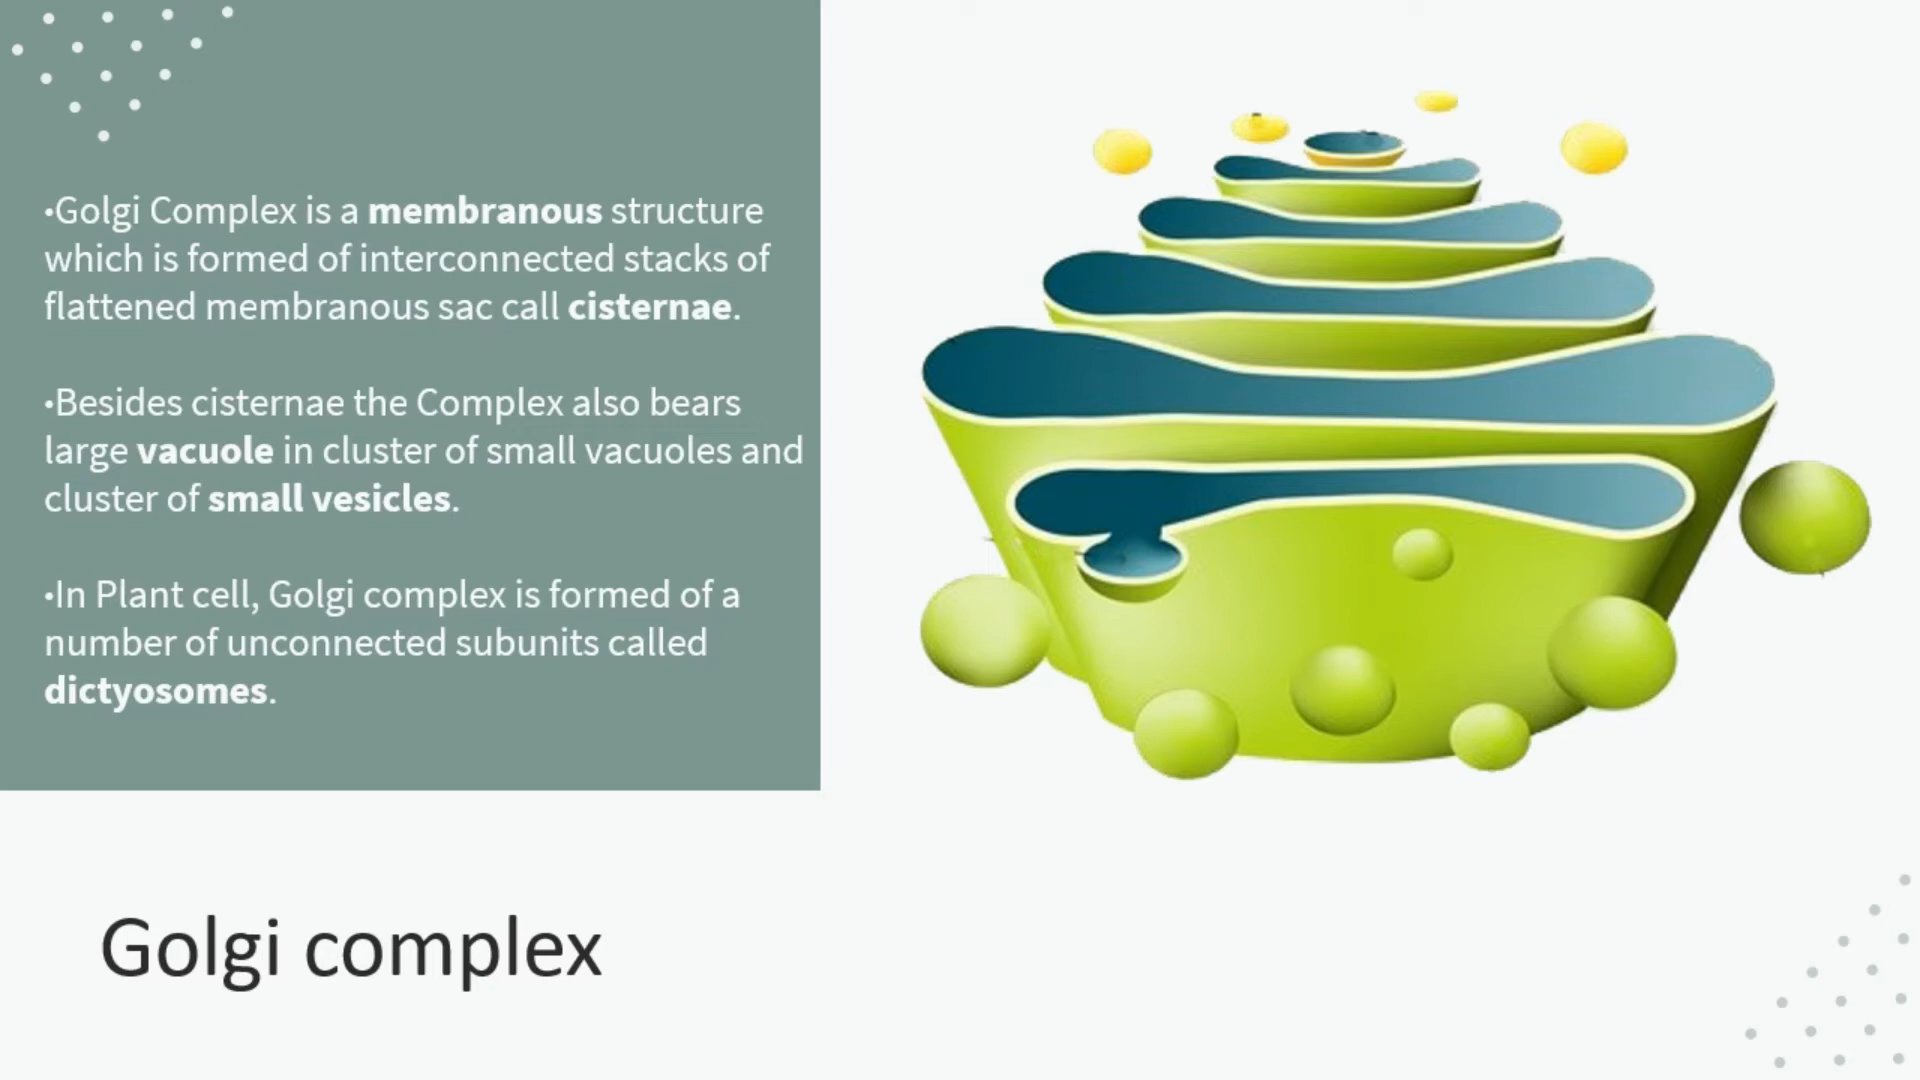 •Golgi Complex is a membranous structure
which is formed of interconnected stacks of
flattened membranous sac call cisternae.
•Besides cisternae the Complex also bears
large vacuole in cluster of small vacuoles and
cluster of small vesicles.
•In Plant cell, Golgi complex is formed of a
number of unconnected subunits called
dictyosomes.
Golgi complex